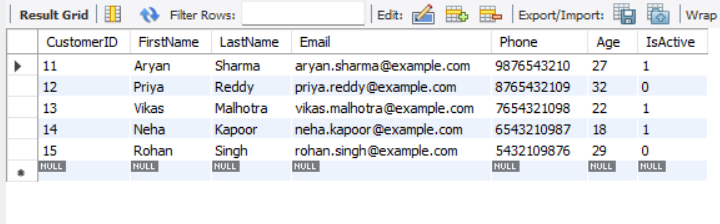 Result Grid Filter Rows: Edit: Export/Import: Wrap
CustomerID FirstName LastName Email Phone Age IsActive
11 Aryan Sharma aryan.sharma@example.com 9876543210 27 1
12 Priya Reddy priya.reddy@example.com 8765432109 32 0
13 Vikas Malhotra vikas.malhotra@example.com 7654321098 22 1
14 Neha Kapoor neha.kapoor@example.com 6543210987 18 1
15 Rohan Singh rohan.singh@example.com 5432109876 29 0
NULL NULL NULL NULL NULL NULL NULL